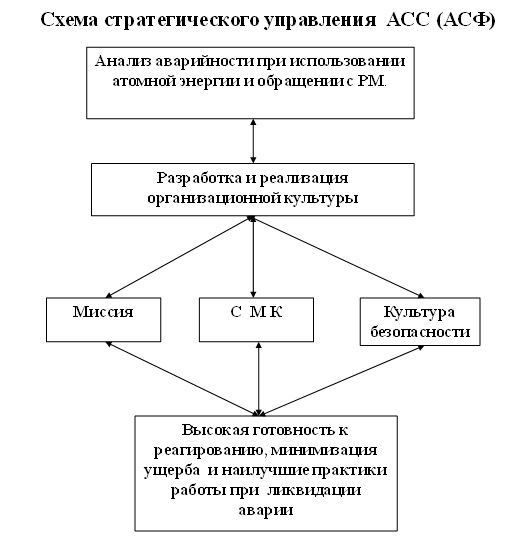 Схема стратегического управления АСС (АСФ)
Анализ аварийности при использовании
атомной энергии и обращении с РМ.
Разработка и реализация
организационной культуры
Миссия
С М К
Культура
безопасности
Высокая готовность к
реагированию, минимизация
ущерба и наилучшие практики
работы при ликвидации
аварии